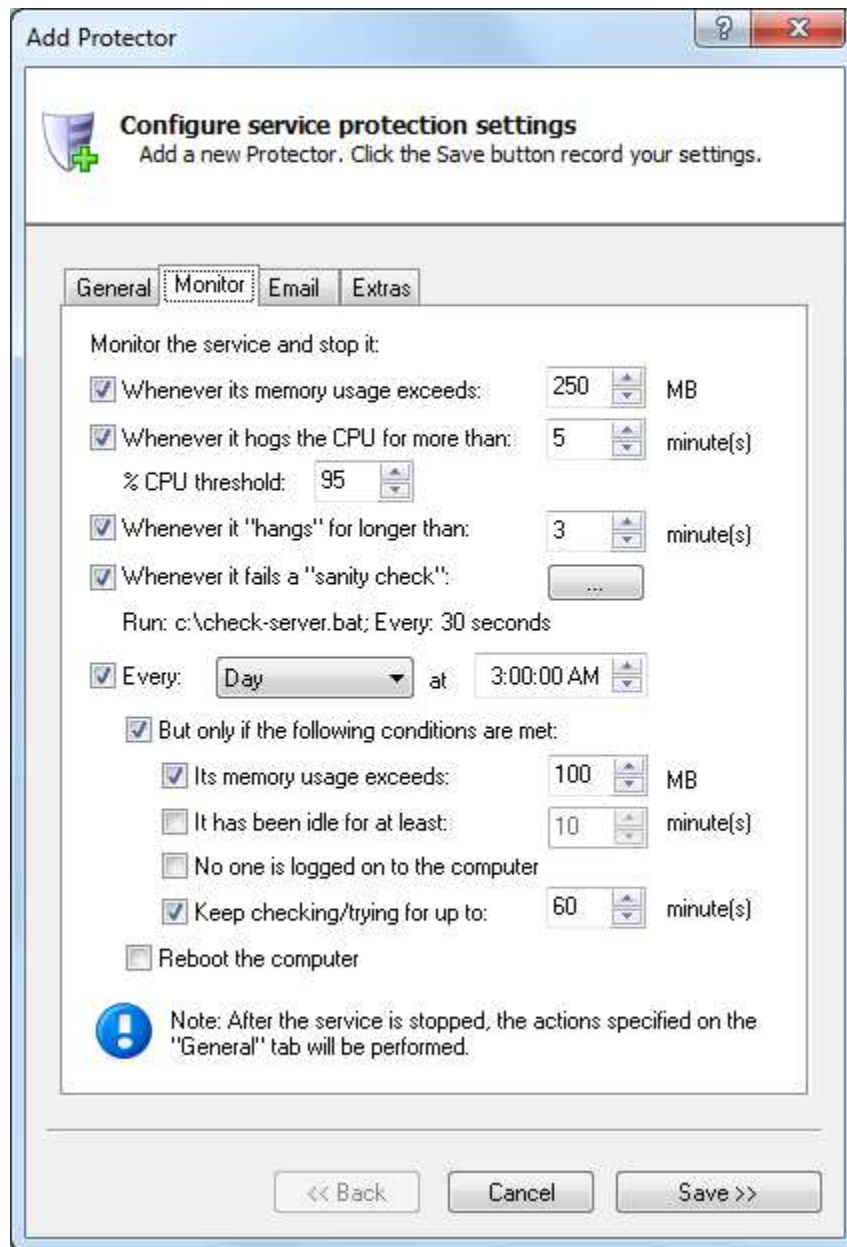 Add Protector
Configure service protection settings
Add a new Protector. Click the Save button record your settings.
General Monitor Email Extras
Monitor the service and stop it:
Whenever its memory usage exceeds: 250 MB
Whenever it hogs the CPU for more than: 5 minute(s)
% CPU threshold: 95
Whenever it "hangs" for longer than: 3 minute(s)
Whenever it fails a "sanity check": ...
Run: c:\check-server.bat; Every: 30 seconds
Every: Day at 3:00:00 AM
But only if the following conditions are met:
Its memory usage exceeds: 100 MB
It has been idle for at least: 10 minute(s)
No one is logged on to the computer
Keep checking/trying for up to: 60 minute(s)
Reboot the computer
Note: After the service is stopped, the actions specified on the
"General" tab will be performed.
<< Back Cancel Save >>